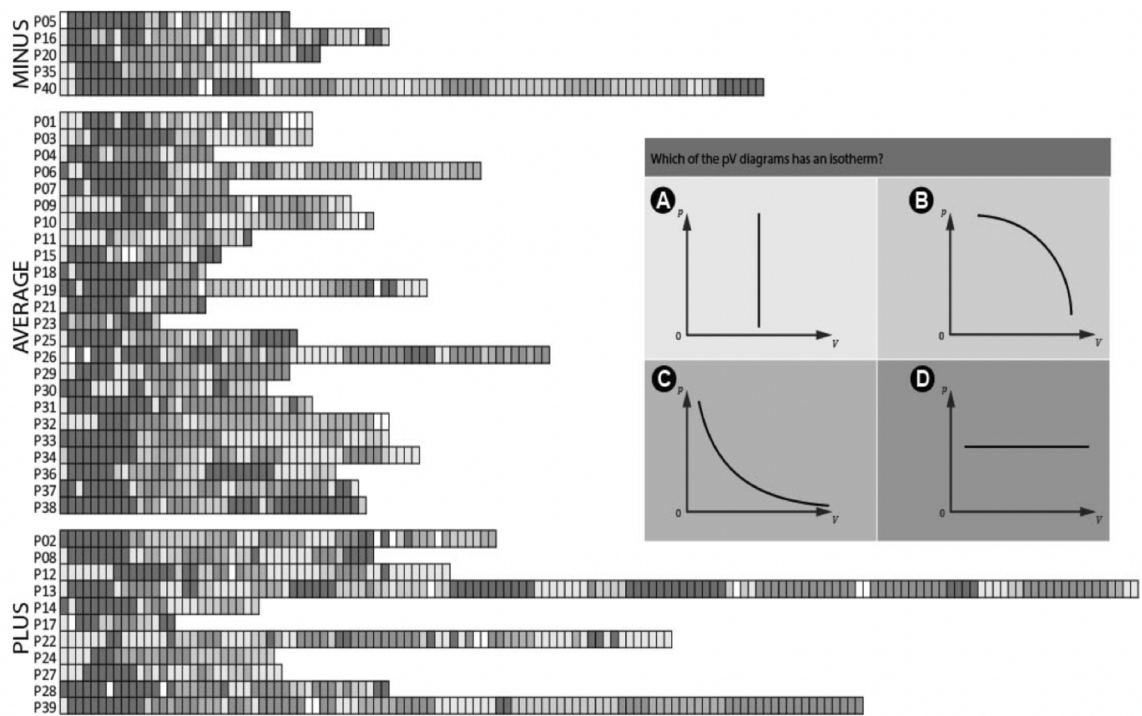 MINUS
P05
P16
P20
P35
P40
AVERAGE
P01
P03
P04
P06
P07
P09
P10
P11
P15
P18
P19
P21
P23
P25
P26
P29
P30
P31
P32
P33
P34
P36
P37
P38
PLUS
P02
P08
P12
P13
P14
P17
P22
P24
P27
P28
P39
Which of the pV diagrams has an isotherm?
A
p
0
V
B
p
0
V
C
p
0
V
D
p
0
V